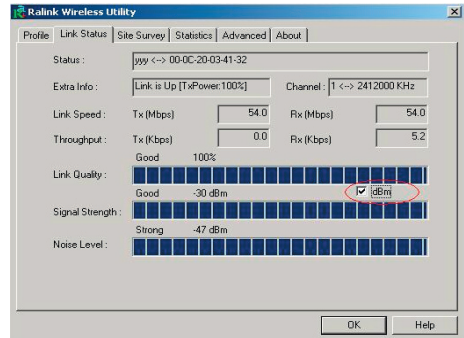 Ralink Wireless Utility
Profile Link Status Site Survey Statistics Advanced About
Status : yyy <--> 00-0C-20-03-41-32
Extra Info : Link is Up [TxPower:100%] Channel : 1 <--> 2412000 KHz
Link Speed : Tx (Mbps) 54.0 Rx (Mbps) 54.0
Throughput : Tx (Kbps) 0.0 Rx (Kbps) 5.2
Good 100%
Link Quality :
Good -30 dBm dBm
Signal Strength :
Strong -47 dBm
Noise Level :
OK Help